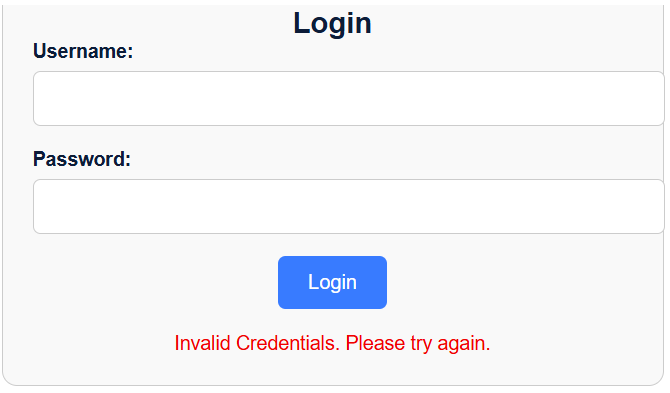 Login
Username:
Password:
Login
Invalid Credentials. Please try again.